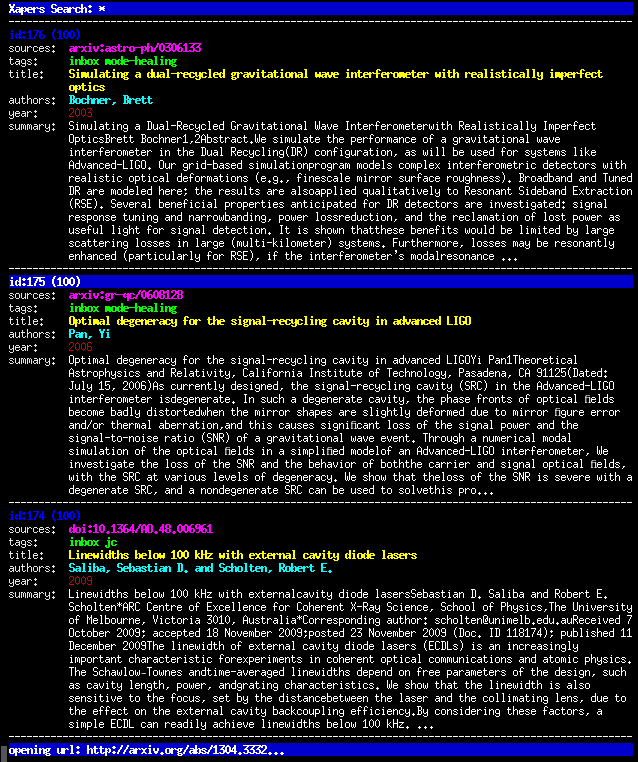 Xapers Search: *
id:176 (100)
sources: arxiv:astro-ph/0306133
tags: inbox mode-healing
title: Simulating a dual-recycled gravitational wave interferometer with realistically imperfect
optics
authors: Bochner, Brett
year: 2003
summary: Simulating a Dual-Recycled Gravitational Wave Interferometerwith Realistically Imperfect
OpticsBrett Bochner1,2Abstract.We simulate the performance of a gravitational wave
interferometer in the Dual Recycling(DR) configuration, as will be used for systems like
Advanced-LIGO. Our grid-based simulationprogram models complex interferometric detectors with
realistic optical deformations (e.g., finescale mirror surface roughness). Broadband and Tuned
DR are modeled here; the results are alsoapplied qualitatively to Resonant Sideband Extraction
(RSE). Several beneficial properties anticipated for DR detectors are investigated: signal
response tuning and narrowbanding, power lossreduction, and the reclamation of lost power as
useful light for signal detection. It is shown thatthese benefits would be limited by large
scattering losses in large (multi-kilometer) systems. Furthermore, losses may be resonantly
enhanced (particularly for RSE), if the interferometer's modalresonance ...
id:175 (100)
sources: arxiv:gr-qc/0608128
tags: inbox mode-healing
title: Optimal degeneracy for the signal-recycling cavity in advanced LIGO
authors: Pan, Yi
year: 2006
summary: Optimal degeneracy for the signal-recycling cavity in advanced LIGOYi Pan1Theoretical
Astrophysics and Relativity, California Institute of Technology, Pasadena, CA 91125(Dated:
July 15, 2006)As currently designed, the signal-recycling cavity (SRC) in the Advanced-LIGO
interferometer isdegenerate. In such a degenerate cavity, the phase fronts of optical fields
become badly distortedwhen the mirror shapes are slightly deformed due to mirror figure error
and/or thermal aberration,and this causes significant loss of the signal power and the
signal-to-noise ratio (SNR) of a gravitational wave event. Through a numerical modal
simulation of the optical fields in a simplified modelof an Advanced-LIGO interferometer, We
investigate the loss of the SNR and the behavior of boththe carrier and signal optical fields,
with the SRC at various levels of degeneracy. We show that theloss of the SNR is severe with a
degenerate SRC, and a nondegenerate SRC can be used to solvethis pro...
id:174 (100)
sources: doi:10.1364/AO.48.006961
tags: inbox jc
title: Linewidths below 100 kHz with external cavity diode lasers
authors: Saliba, Sebastian D. and Scholten, Robert E.
year: 2009
summary: Linewidths below 100 kHz with externalcavity diode lasersSebastian D. Saliba and Robert E.
Scholten*ARC Centre of Excellence for Coherent X-Ray Science, School of Physics,The University
of Melbourne, Victoria 3010, Australia*Corresponding author: scholten@unimelb.edu.auReceived 7
October 2009; accepted 18 November 2009;posted 23 November 2009 (Doc. ID 118174); published 11
December 2009The linewidth of external cavity diode lasers (ECDLs) is an increasingly
important characteristic forexperiments in coherent optical communications and atomic physics.
The Schawlow-Townes andtime-averaged linewidths depend on free parameters of the design, such
as cavity length, power, andgrating characteristics. We show that the linewidth is also
sensitive to the focus, set by the distancebetween the laser and the collimating lens, due to
the effect on the external cavity backcoupling efficiency.By considering these factors, a
simple ECDL can readily achieve linewidths below 100 kHz. ...
opening url: http://arxiv.org/abs/1304.3332...